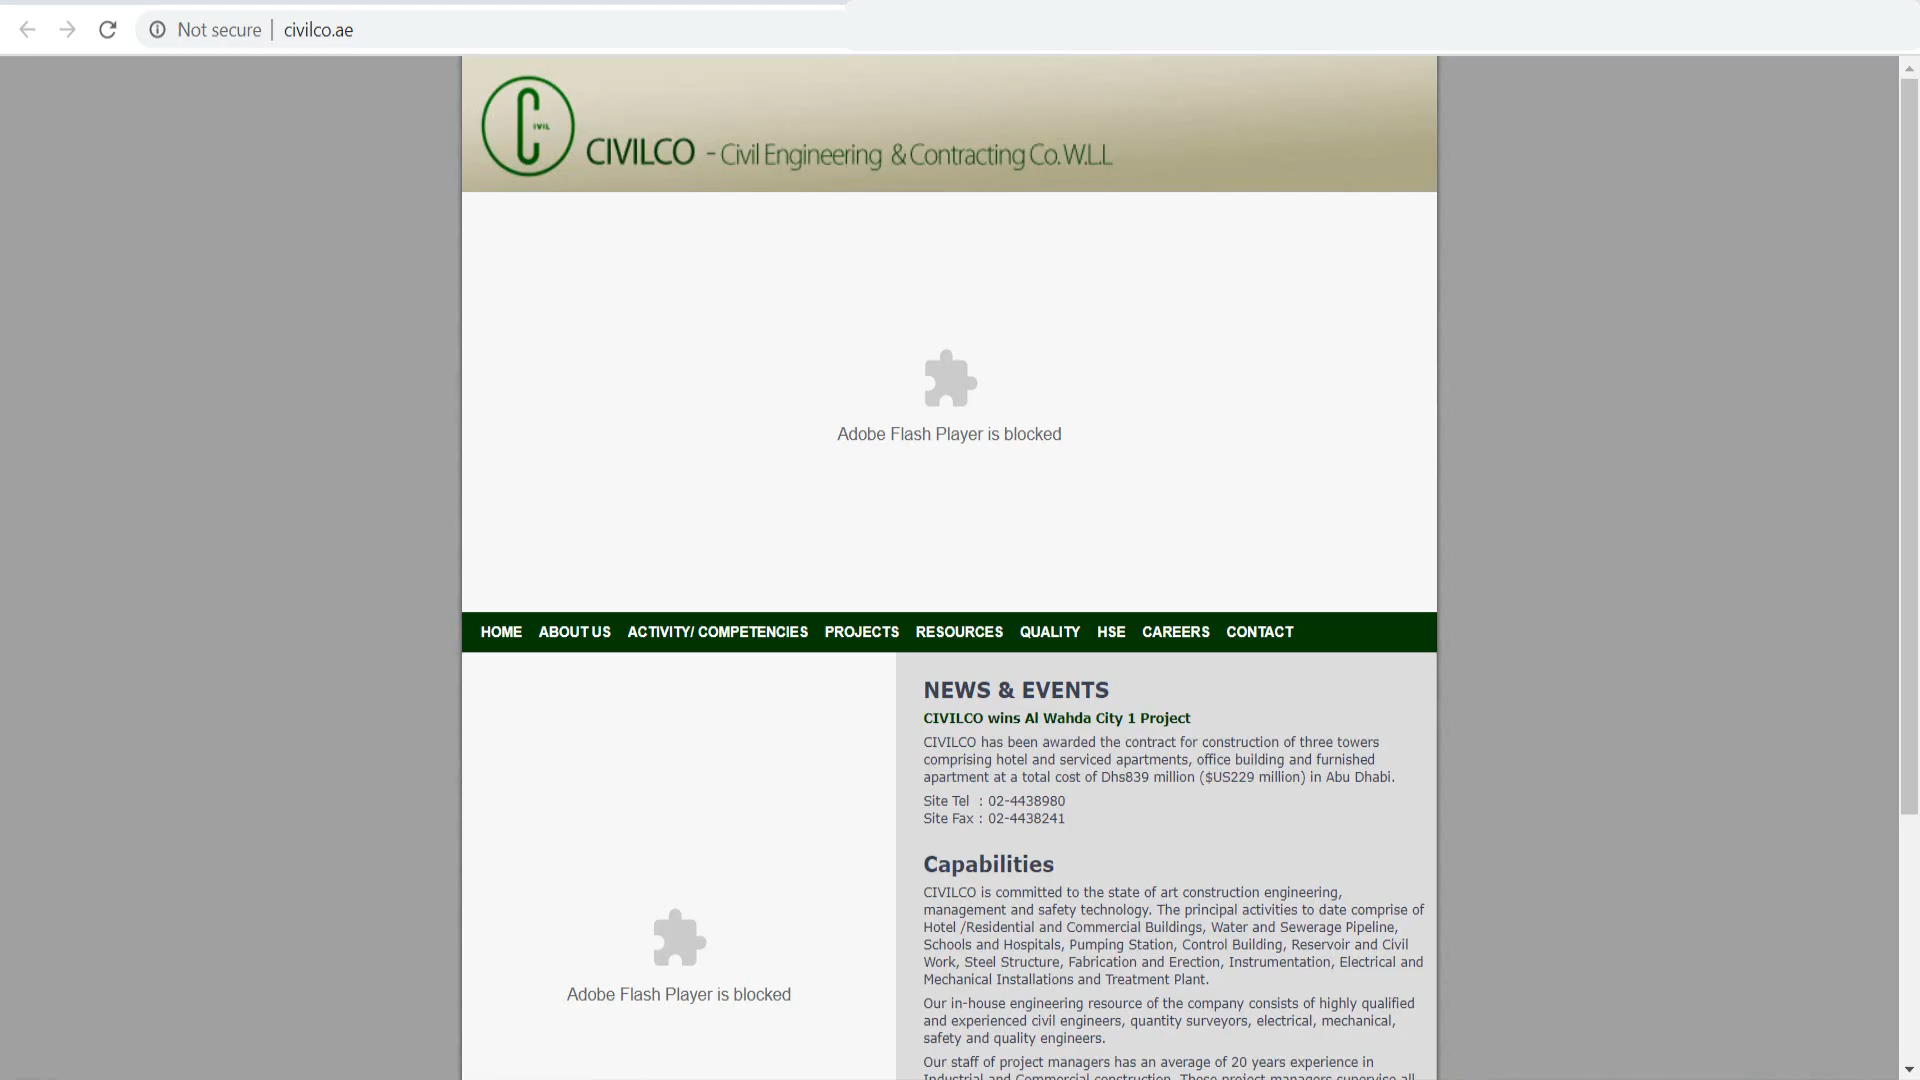 Not secure | civilco.ae
CIVIL
CIVILCO - Civil Engineering & Contracting Co. W.L.L
Adobe Flash Player is blocked
HOME ABOUT US ACTIVITY/ COMPETENCIES PROJECTS RESOURCES QUALITY HSE CAREERS CONTACT
NEWS & EVENTS
CIVILCO wins Al Wahda City 1 Project
CIVILCO has been awarded the contract for construction of three towers
comprising hotel and serviced apartments, office building and furnished
apartment at a total cost of Dhs839 million ($US229 million) in Abu Dhabi.
Site Tel : 02-4438980
Site Fax : 02-4438241
Capabilities
CIVILCO is committed to the state of art construction engineering,
management and safety technology. The principal activities to date comprise of
Hotel /Residential and Commercial Buildings, Water and Sewerage Pipeline,
Schools and Hospitals, Pumping Station, Control Building, Reservoir and Civil
Work, Steel Structure, Fabrication and Erection, Instrumentation, Electrical and
Mechanical Installations and Treatment Plant.
Our in-house engineering resource of the company consists of highly qualified
and experienced civil engineers, quantity surveyors, electrical, mechanical,
safety and quality engineers.
Our staff of project managers has an average of 20 years experience in
Industrial and Commercial construction. These project managers supervise all
Adobe Flash Player is blocked